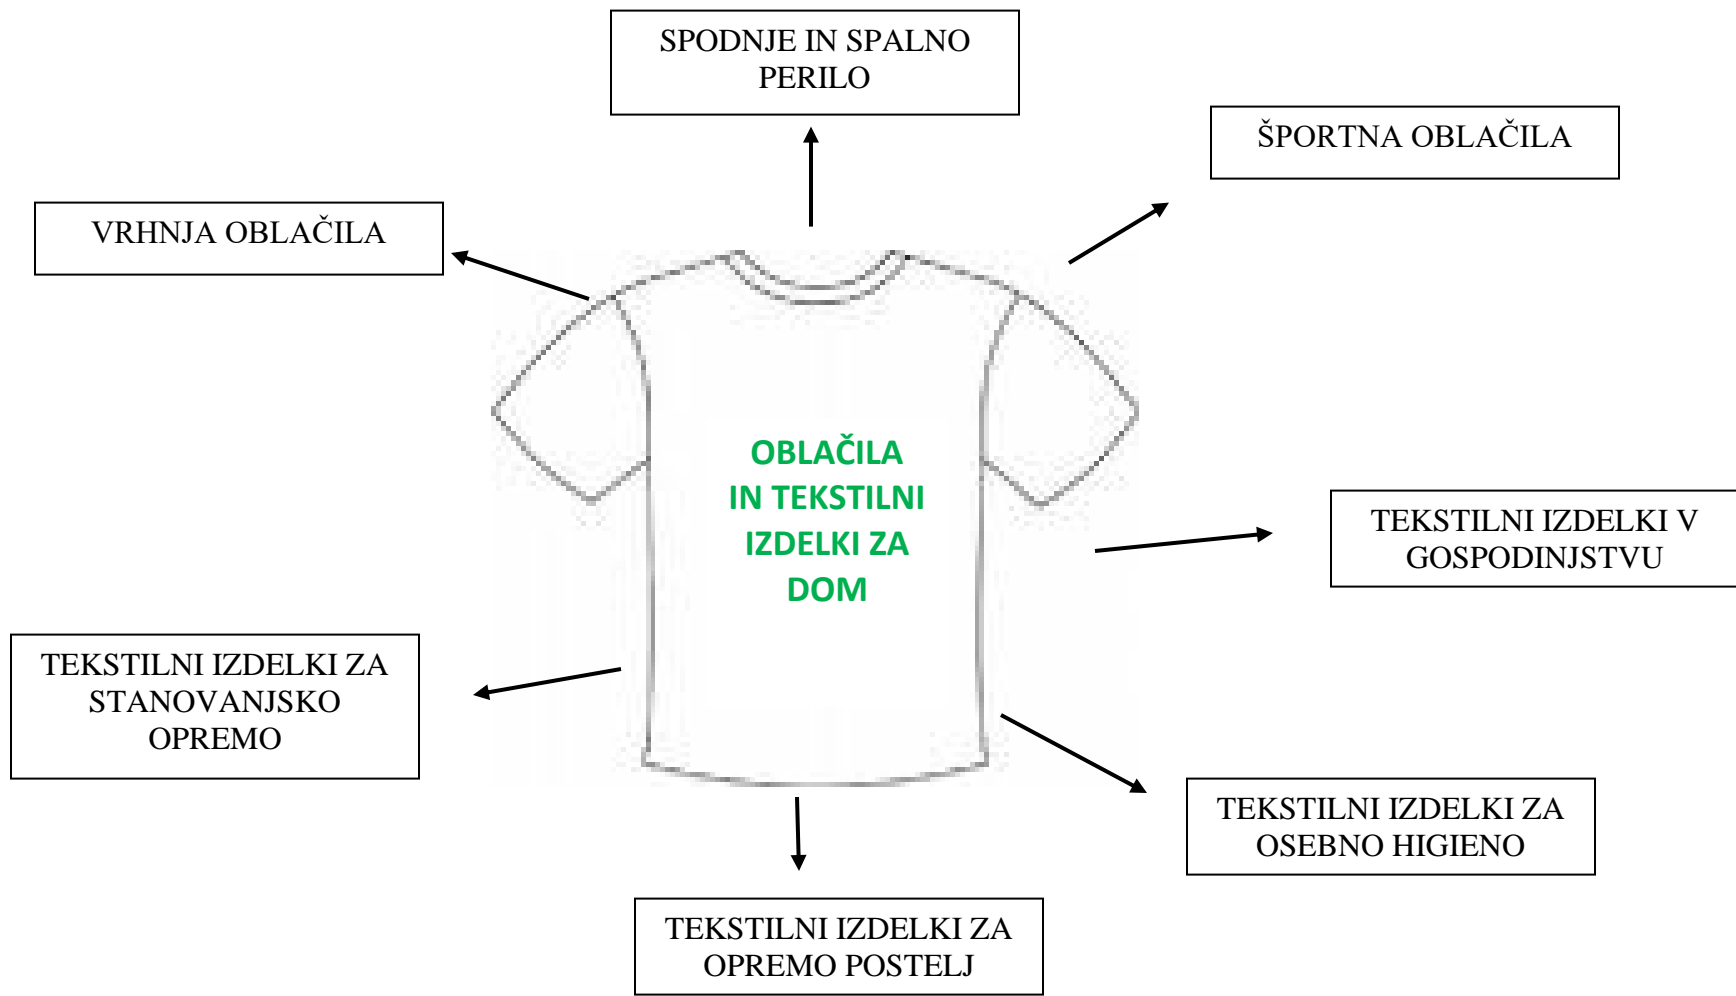 SPODNJE IN SPALNO
PERILO
ŠPORTNA OBLAČILA
VRHNJA OBLAČILA
OBLAČILA
IN TEKSTILNI
IZDELKI ZA
DOM
TEKSTILNI IZDELKI V
GOSPODINJSTVU
TEKSTILNI IZDELKI ZA
STANOVANJSKO
OPREMO
TEKSTILNI IZDELKI ZA
OSEBNO HIGIENO
TEKSTILNI IZDELKI ZA
OPREMO POSTELJ